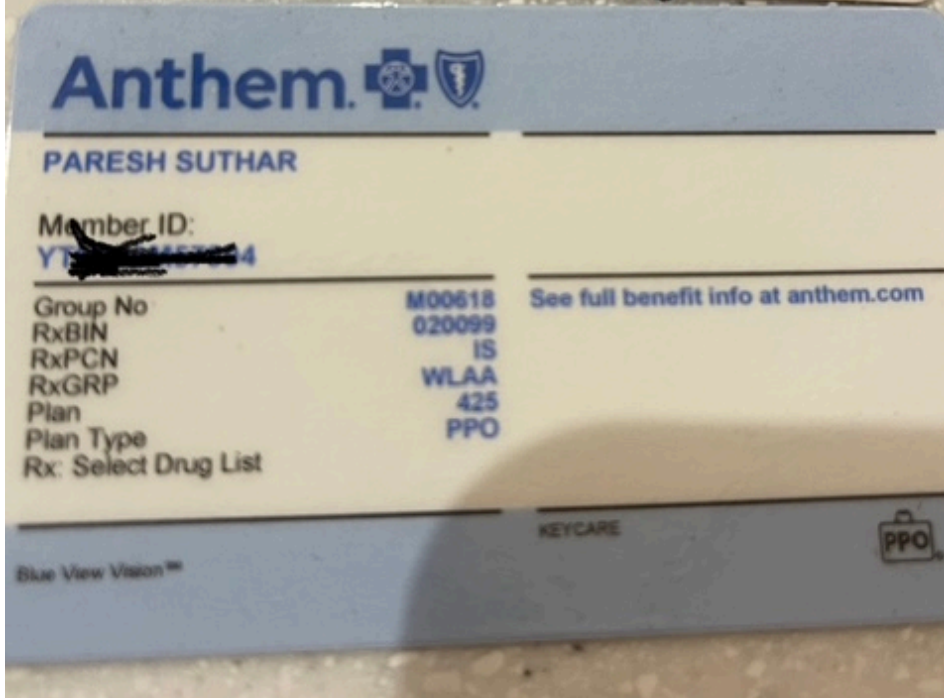 Anthem.
PARESH SUTHAR
Member ID:
Group No M00618
RxBIN 020099
RxPCN IS
RxGRP WLAA
Plan 425
Plan Type PPO
Rx: Select Drug List
See full benefit info at anthem.com
Blue View Vision℠
KEYCARE
PPO